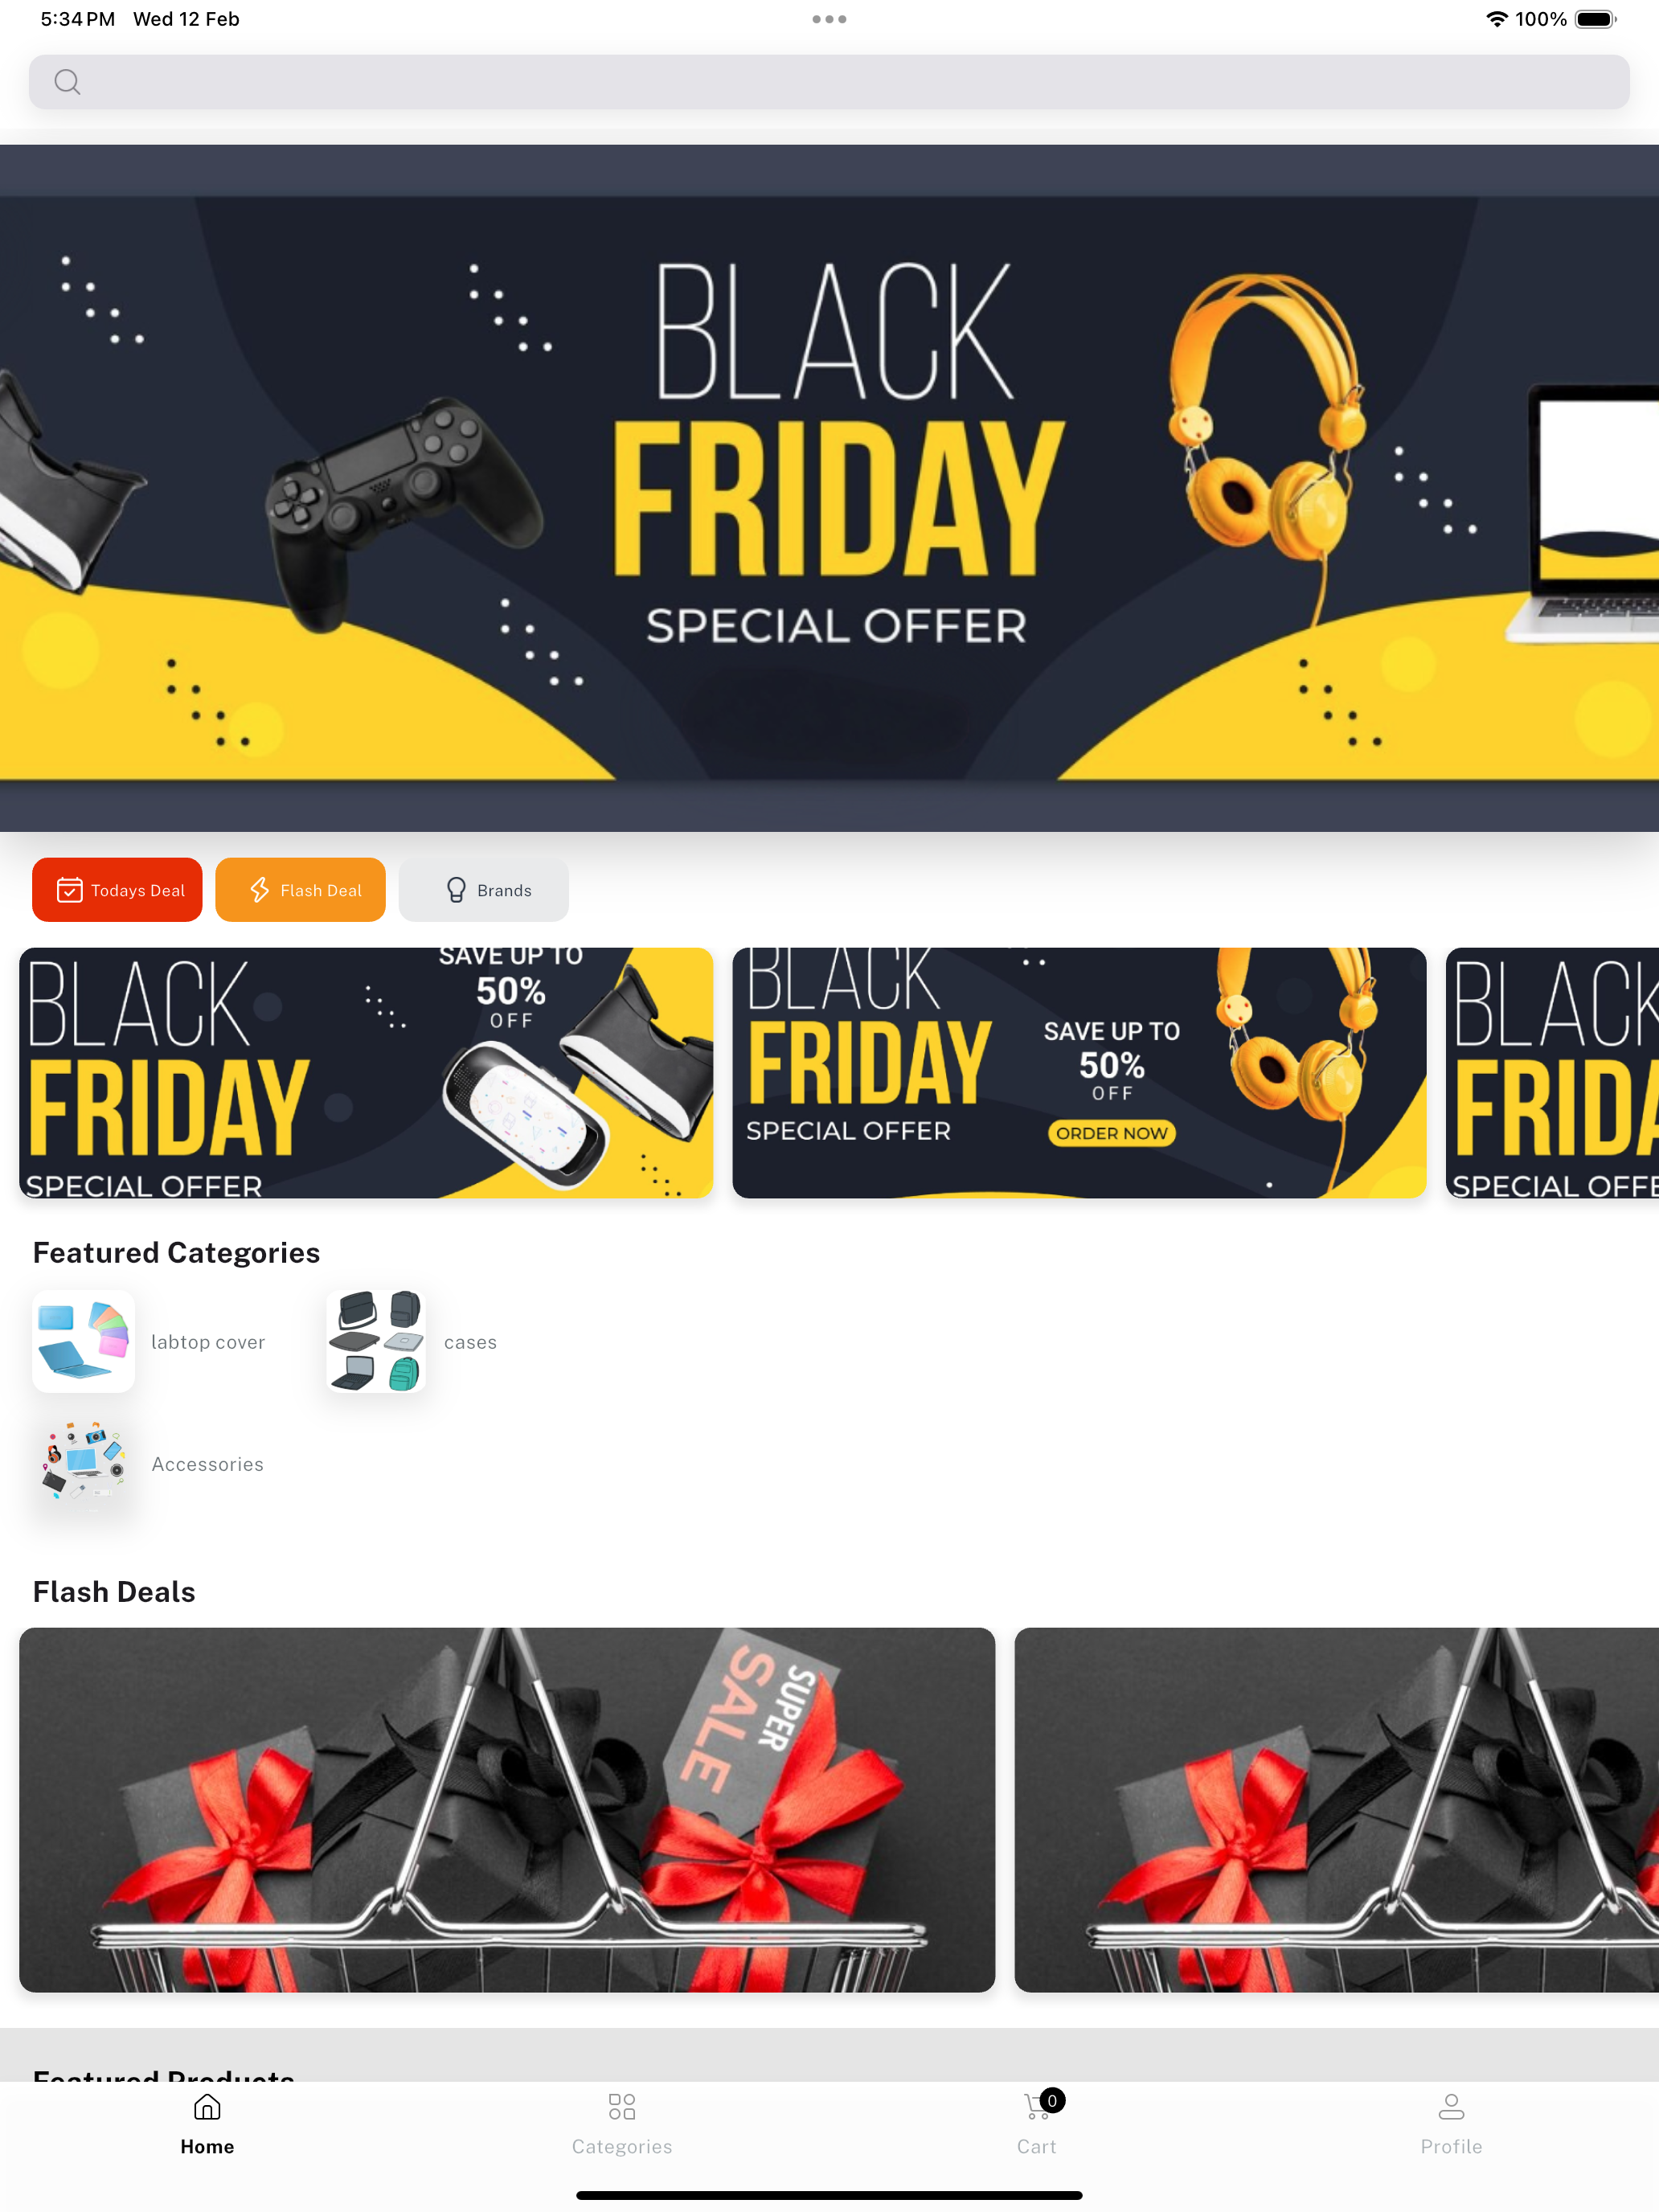 5:34 PM Wed 12 Feb
100%
BLACK
FRIDAY
SPECIAL OFFER
Todays Deal
Flash Deal
Brands
BLACK
FRIDAY
SPECIAL OFFER
SAVE UP TO
50%
OFF
BLACK
FRIDAY
SPECIAL OFFER
SAVE UP TO
50%
OFF
ORDER NOW
BLACK
FRIDA
SPECIAL OFFE
Featured Categories
labtop cover
cases
Accessories
Flash Deals
SUPER
SALE
Featured Products
Home
Categories
0
Cart
Profile